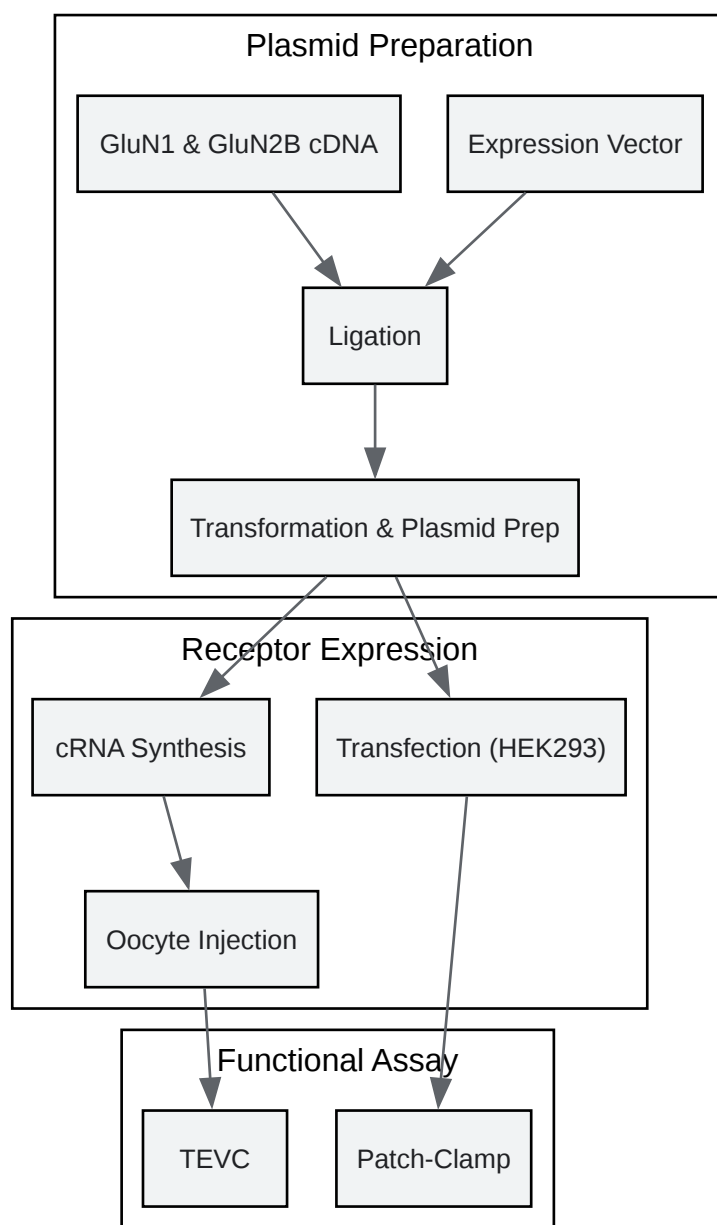 Plasmid Preparation
GluN1 & GluN2B cDNA
Expression Vector
Ligation
Transformation & Plasmid Prep
Receptor Expression
cRNA Synthesis
Transfection (HEK293)
Oocyte Injection
Functional Assay
TEVC
Patch-Clamp